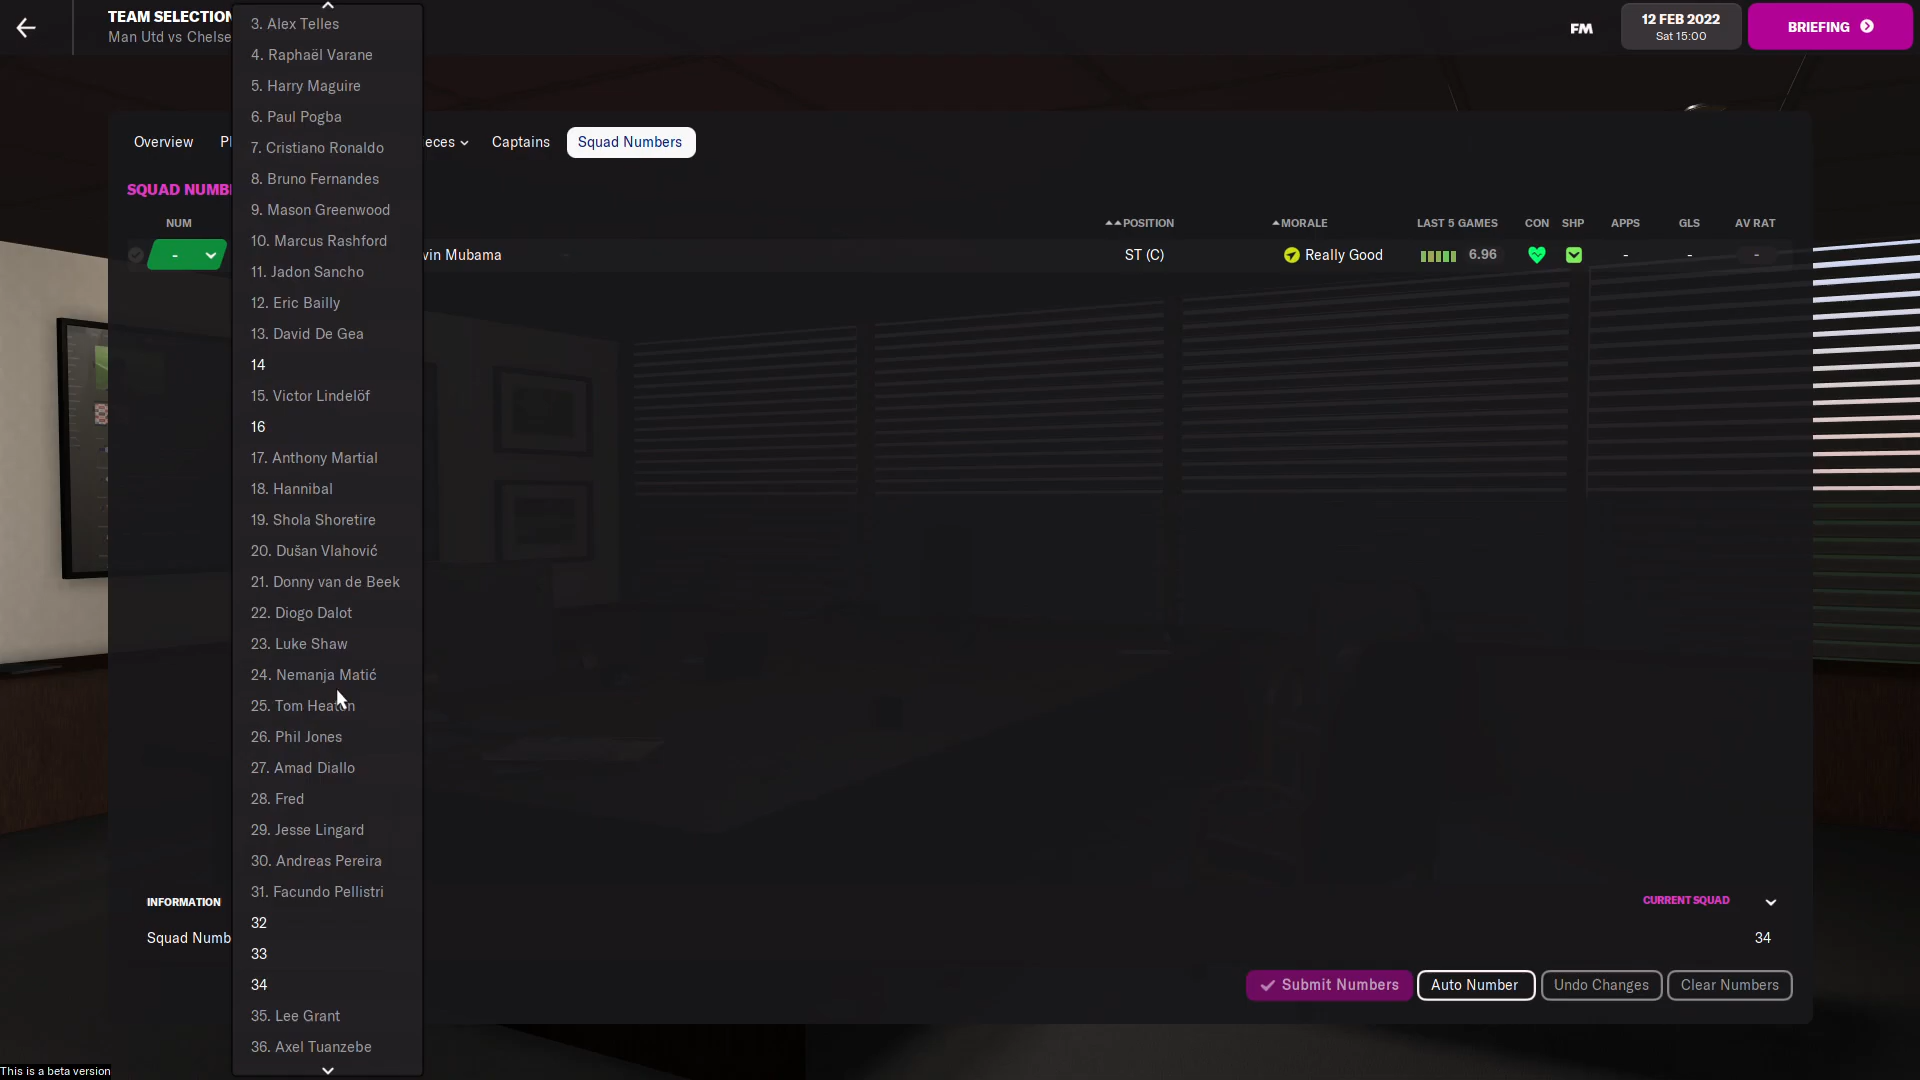 TEAM SELECTION
Man Utd vs Chelse
FM
12 FEB 2022
Sat 15:00
BRIEFING
Overview
Pl
eces
Captains
Squad Numbers
SQUAD NUMB
NUM
POSITION
MORALE
LAST 5 GAMES
CON
SHP
APPS
GLS
AV RAT
-
vin Mubama
-
ST (C)
Really Good
6.96
-
-
-
3. Alex Telles
4. Raphaël Varane
5. Harry Maguire
6. Paul Pogba
7. Cristiano Ronaldo
8. Bruno Fernandes
9. Mason Greenwood
10. Marcus Rashford
11. Jadon Sancho
12. Eric Bailly
13. David De Gea
14
15. Victor Lindelöf
16
17. Anthony Martial
18. Hannibal
19. Shola Shoretire
20. Dušan Vlahović
21. Donny van de Beek
22. Diogo Dalot
23. Luke Shaw
24. Nemanja Matić
25. Tom Heaton
26. Phil Jones
27. Amad Diallo
28. Fred
29. Jesse Lingard
30. Andreas Pereira
31. Facundo Pellistri
32
33
34
35. Lee Grant
36. Axel Tuanzebe
INFORMATION
CURRENT SQUAD
Squad Numb
34
Submit Numbers
Auto Number
Undo Changes
Clear Numbers
This is a beta version